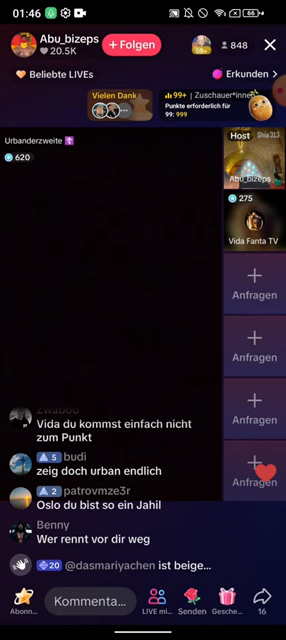 01:46
66
Abu_bizeps
20.5K
+ Folgen
848
Beliebte LIVEs
Erkunden
Vielen Dank
99+ | Zuschauer*innen
Punkte erforderlich für
99: 999
Urbanderzweite
620
Host
Shia313
Abu_bizeps
275
Vida Fanta TV
Anfragen
Anfragen
Anfragen
Anfragen
Zwaboo
Vida du kommst einfach nicht
zum Punkt
5 budi
zeig doch urban endlich
2 patrovmze3r
Oslo du bist so ein Jahil
Benny
Wer rennt vor dir weg
20 @dasmariyachen ist beige...
Abonn...
Kommenta...
LIVE mi...
Senden
Gesche...
16